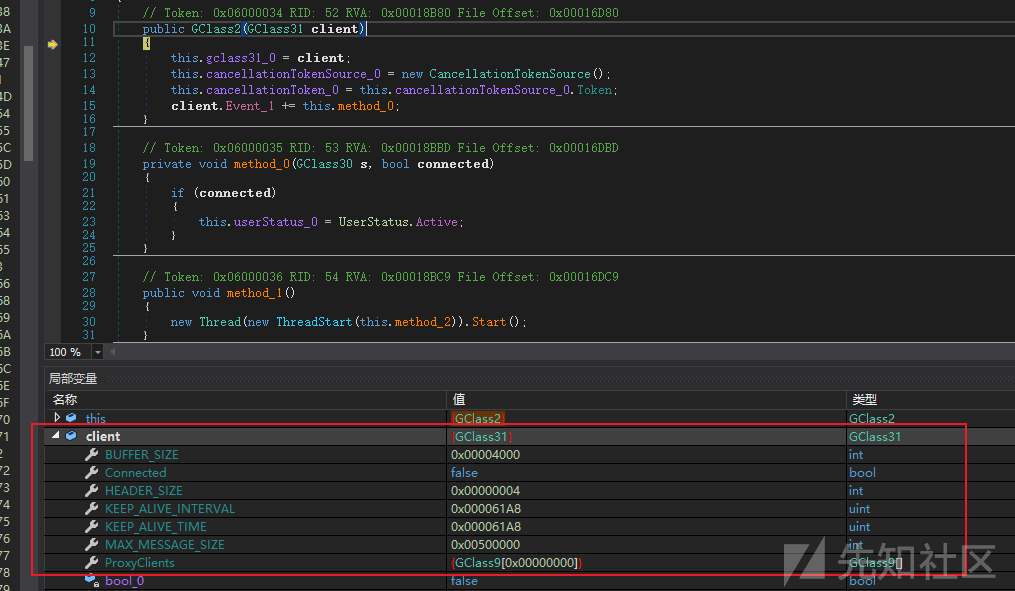 9 // Token: 0x06000034 RID: 52 RVA: 0x00018B80 File Offset: 0x00016D80
10 public GClass2(GClass31 client)
11 {
12 this.gclass31_0 = client;
13 this.cancellationTokenSource_0 = new CancellationTokenSource();
14 this.cancellationToken_0 = this.cancellationTokenSource_0.Token;
15 client.Event_1 += this.method_0;
16 }
17
18 // Token: 0x06000035 RID: 53 RVA: 0x00018BBD File Offset: 0x00016DBD
19 private void method_0(GClass30 s, bool connected)
20 {
21 if (connected)
22 {
23 this.userStatus_0 = UserStatus.Active;
24 }
25 }
26
27 // Token: 0x06000036 RID: 54 RVA: 0x00018BC9 File Offset: 0x00016DC9
28 public void method_1()
29 {
30 new Thread(new ThreadStart(this.method_2)).Start();
31 }
100 %
局部变量
名称 值 类型
this {GClass2} GClass2
client {GClass31} GClass31
BUFFER_SIZE 0x00004000 int
Connected false bool
HEADER_SIZE 0x00000004 int
KEEP_ALIVE_INTERVAL 0x000061A8 uint
KEEP_ALIVE_TIME 0x000061A8 uint
MAX_MESSAGE_SIZE 0x00500000 int
ProxyClients {GClass9[0x00000000]} GClass9[]
bool_0 false bool
先知社区